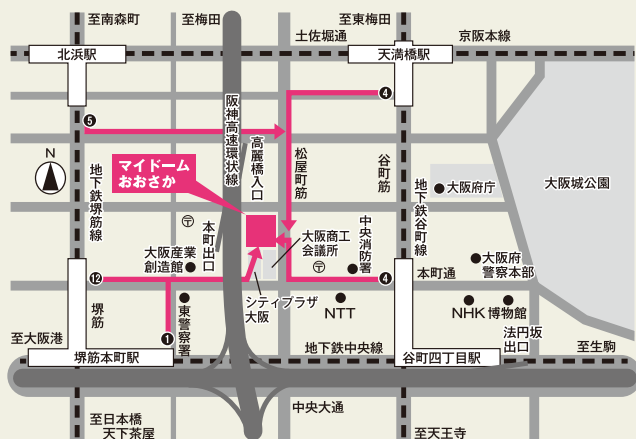 至南森町
至梅田
至東梅田
土佐堀通
京阪本線
北浜駅
天満橋駅
5
4
阪神高速環状線
高麗橋入口
松屋町筋
谷町筋
N
地下鉄堺筋線
マイドーム
おおさか
地下鉄谷町線
大阪府庁
大阪城公園
〒
本町出口
大阪産業
創造館
大阪商工
会議所
〒
中央消防署
大阪府
警察本部
本町通
12
4
シティプラザ
大阪
NTT
NHK
博物館
堺筋
東警察署
法円坂
出口
至大阪港
1
地下鉄中央線
至生駒
堺筋本町駅
谷町四丁目駅
中央大通
至日本橋
天下茶屋
至天王寺